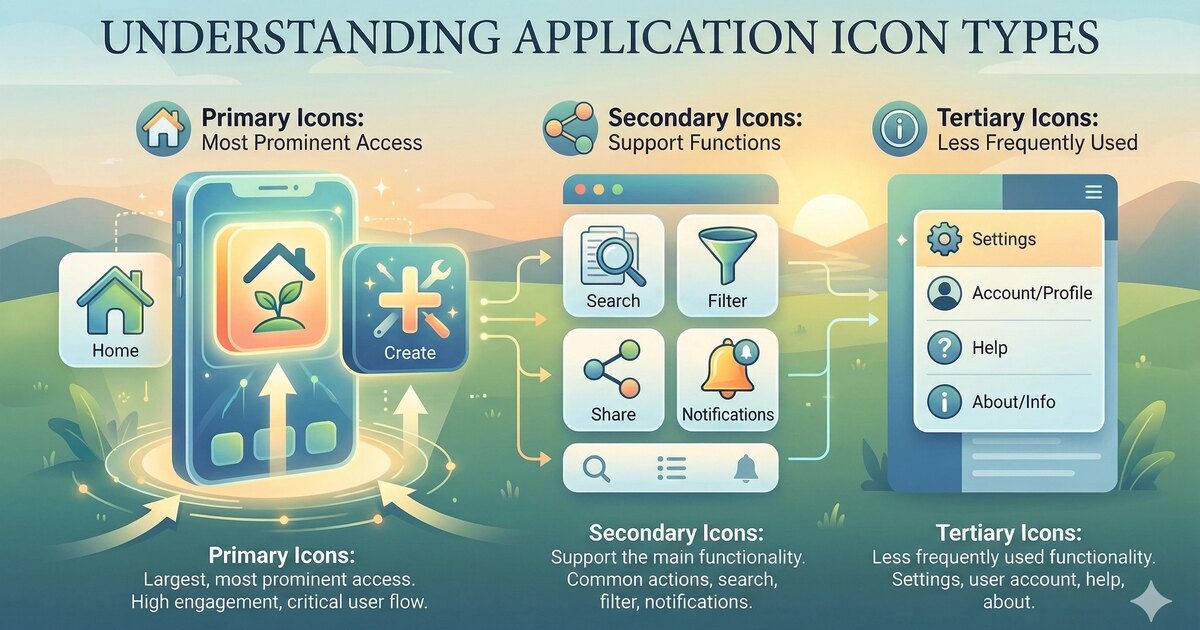 UNDERSTANDING APPLICATION ICON TYPES
Primary Icons:
Most Prominent Access
Secondary Icons:
Support Functions
Tertiary Icons:
Less Frequently Used
Home
Create
Search
Filter
Share
Notifications
Settings
Account/Profile
Help
About/Info
Primary Icons:
Largest, most prominent access.
High engagement, critical user flow.
Secondary Icons:
Support the main functionality.
Common actions, search,
filter, notifications.
Tertiary Icons:
Less frequently used functionality.
Settings, user account, help,
about.